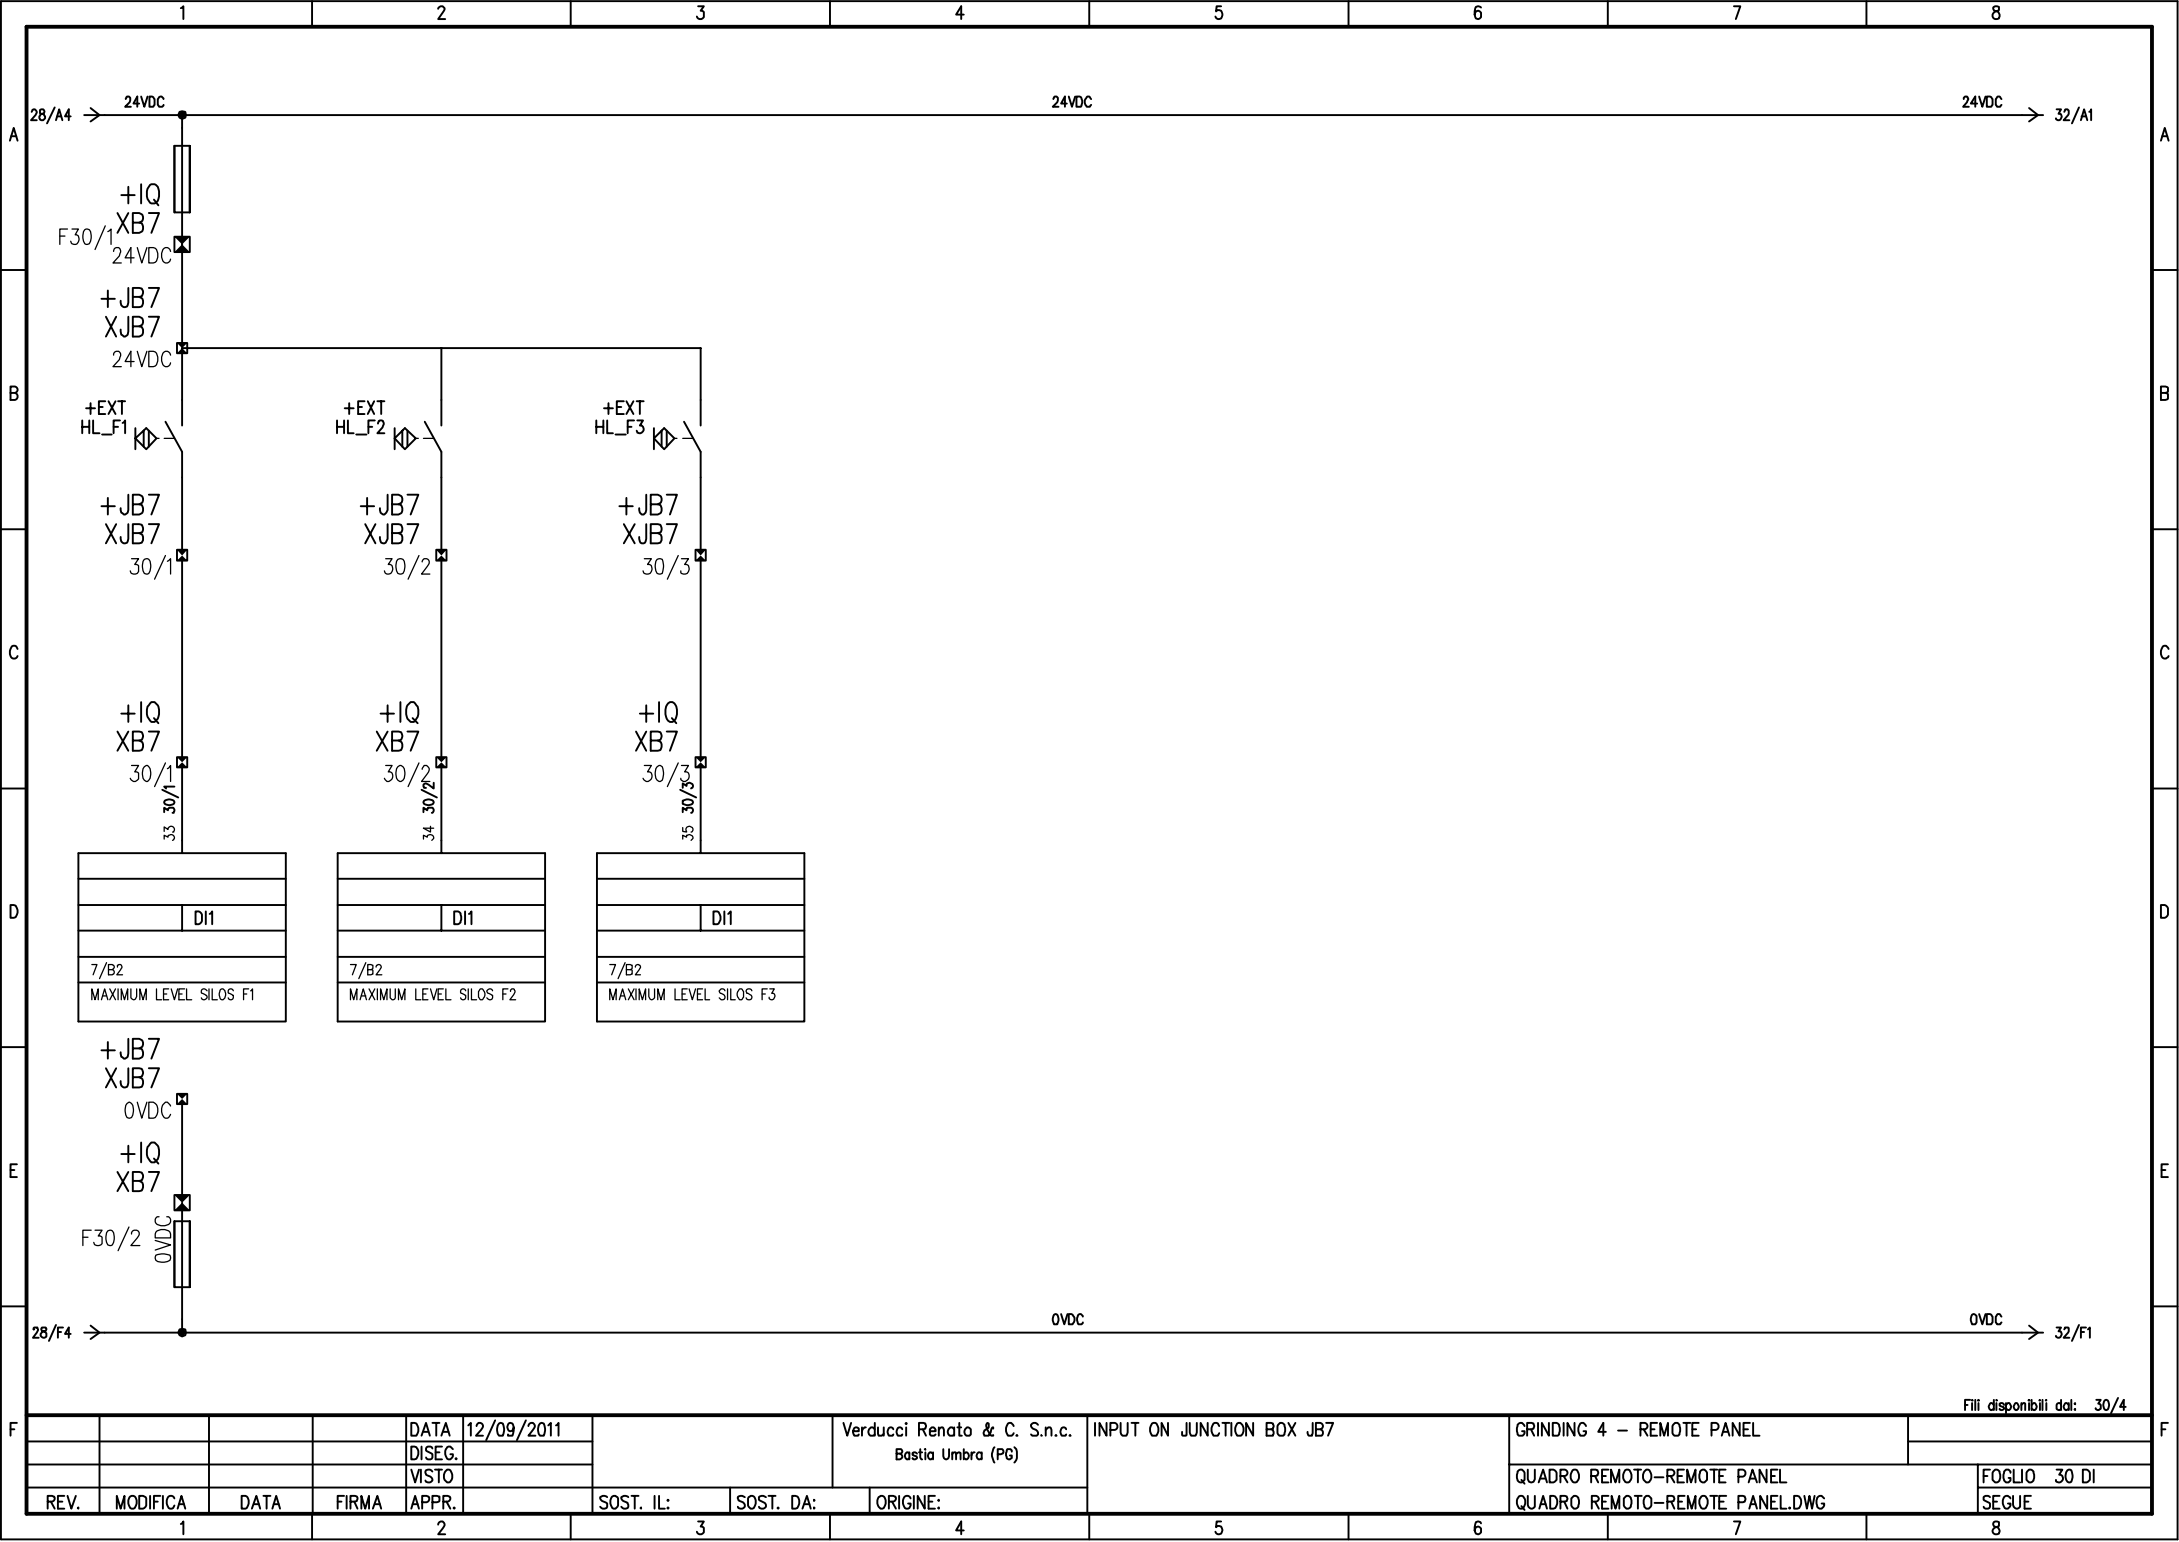 1 2 3 4 5 6 7 8
24VDC 24VDC 24VDC
28/A4 32/A1
A A
+IQ
XB7
F30/1
24VDC
+JB7
XJB7
24VDC
B B
+EXT +EXT +EXT
HL_F1 HL_F2 HL_F3
+JB7 +JB7 +JB7
XJB7 XJB7 XJB7
30/1 30/2 30/3
C C
+IQ +IQ +IQ
XB7 XB7 XB7
30/1 30/2 30/3
33 30/1 34 30/2 35 30/3
D DI1 DI1 DI1 D
7/B2 7/B2 7/B2
MAXIMUM LEVEL SILOS F1 MAXIMUM LEVEL SILOS F2 MAXIMUM LEVEL SILOS F3
+JB7
XJB7
0VDC
+IQ
E E
XB7
F30/2 0VDC
0VDC 0VDC
28/F4 32/F1
Fili disponibili dal: 30/4
F F
DATA 12/09/2011 Verducci Renato & C. S.n.c. INPUT ON JUNCTION BOX JB7 GRINDING 4 - REMOTE PANEL
DISEG. Bastia Umbra (PG)
VISTO QUADRO REMOTO-REMOTE PANEL FOGLIO 30 DI
REV. MODIFICA DATA FIRMA APPR. SOST. IL: SOST. DA: ORIGINE: QUADRO REMOTO-REMOTE PANEL.DWG SEGUE
1 2 3 4 5 6 7 8